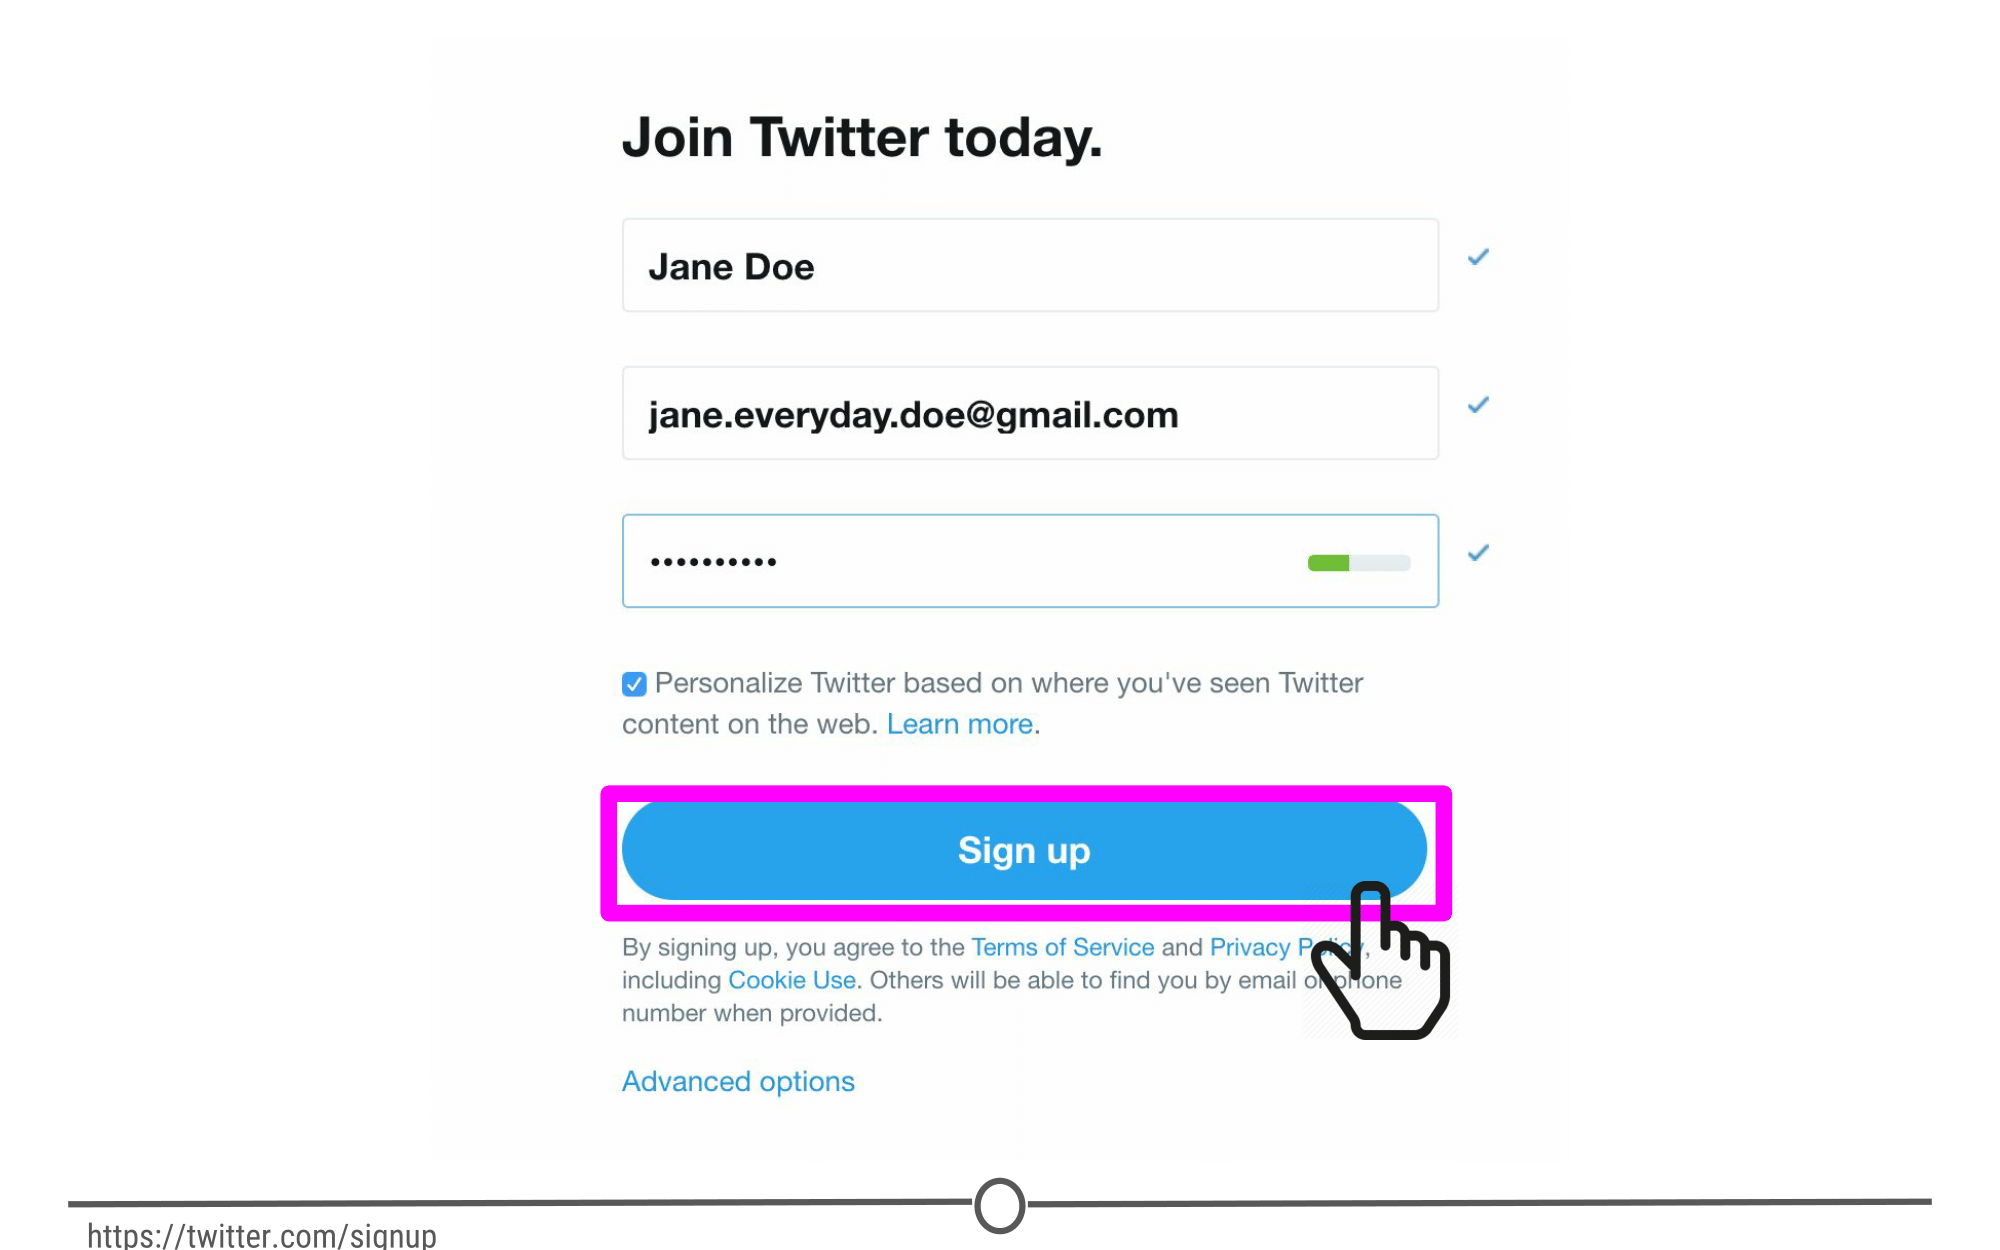 Join Twitter today.
Jane Doe
jane.everyday.doe@gmail.com
••••••••••
Personalize Twitter based on where you've seen Twitter
content on the web. Learn more.
Sign up
By signing up, you agree to the Terms of Service and Privacy Policy,
including Cookie Use. Others will be able to find you by email or phone
number when provided.
Advanced options
https://twitter.com/signup